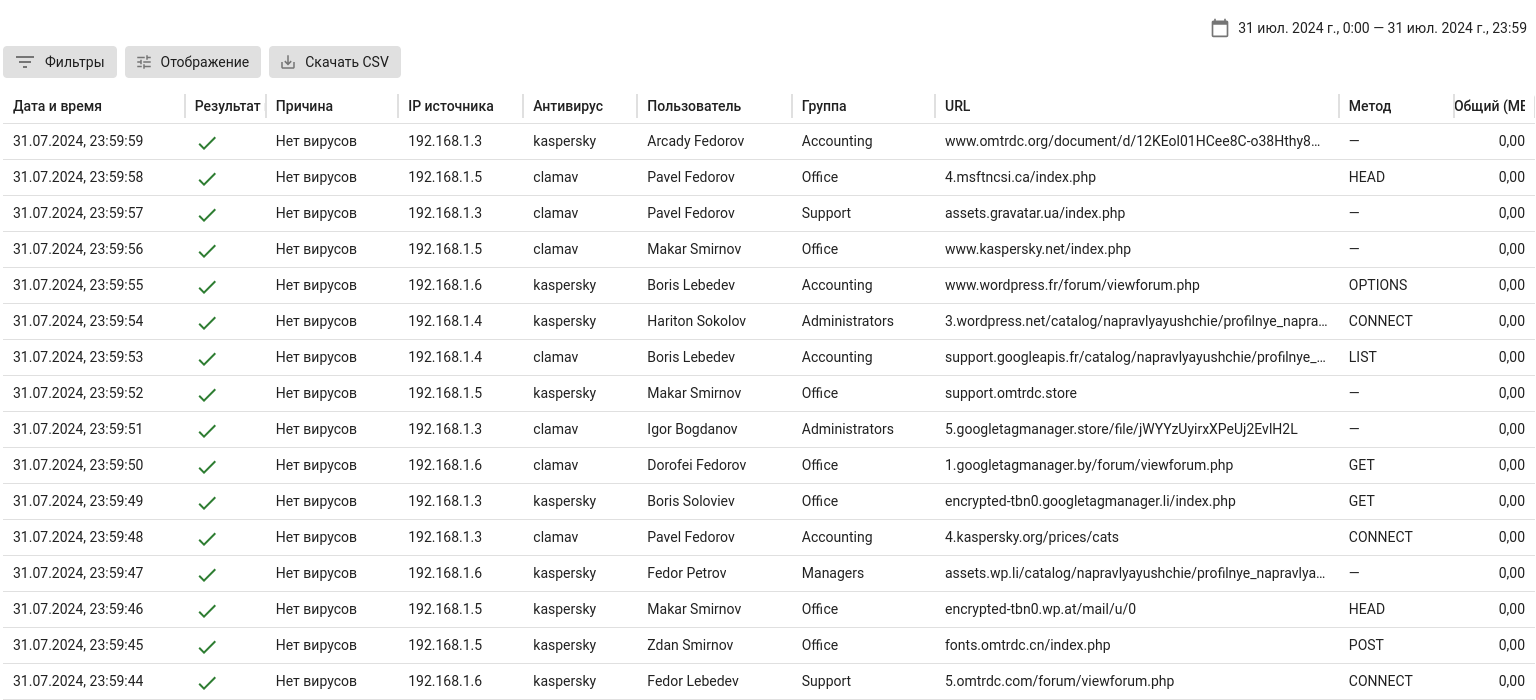 31 июл. 2024 г., 0:00 — 31 июл. 2024 г., 23:59
Фильтры Отображение Скачать CSV
Дата и время Результат Причина IP источника Антивирус Пользователь Группа URL Метод Общий (МБ
31.07.2024, 23:59:59 Нет вирусов 192.168.1.3 kaspersky Arcady Fedorov Accounting www.omtrdc.org/document/d/12KEol01HCee8C-o38Hthy8… — 0,00
31.07.2024, 23:59:58 Нет вирусов 192.168.1.5 clamav Pavel Fedorov Office 4.msftncsi.ca/index.php HEAD 0,00
31.07.2024, 23:59:57 Нет вирусов 192.168.1.3 clamav Pavel Fedorov Support assets.gravatar.ua/index.php — 0,00
31.07.2024, 23:59:56 Нет вирусов 192.168.1.5 clamav Makar Smirnov Office www.kaspersky.net/index.php — 0,00
31.07.2024, 23:59:55 Нет вирусов 192.168.1.6 kaspersky Boris Lebedev Accounting www.wordpress.fr/forum/viewforum.php OPTIONS 0,00
31.07.2024, 23:59:54 Нет вирусов 192.168.1.4 kaspersky Hariton Sokolov Administrators 3.wordpress.net/catalog/napravlyayushchie/profilnye_napra… CONNECT 0,00
31.07.2024, 23:59:53 Нет вирусов 192.168.1.4 clamav Boris Lebedev Accounting support.googleapis.fr/catalog/napravlyayushchie/profilnye_… LIST 0,00
31.07.2024, 23:59:52 Нет вирусов 192.168.1.5 kaspersky Makar Smirnov Office support.omtrdc.store — 0,00
31.07.2024, 23:59:51 Нет вирусов 192.168.1.3 clamav Igor Bogdanov Administrators 5.googletagmanager.store/file/jWYYzUyirxXPeUj2EvlH2L — 0,00
31.07.2024, 23:59:50 Нет вирусов 192.168.1.6 clamav Dorofei Fedorov Office 1.googletagmanager.by/forum/viewforum.php GET 0,00
31.07.2024, 23:59:49 Нет вирусов 192.168.1.3 kaspersky Boris Soloviev Office encrypted-tbn0.googletagmanager.li/index.php GET 0,00
31.07.2024, 23:59:48 Нет вирусов 192.168.1.3 clamav Pavel Fedorov Accounting 4.kaspersky.org/prices/cats CONNECT 0,00
31.07.2024, 23:59:47 Нет вирусов 192.168.1.6 kaspersky Fedor Petrov Managers assets.wp.li/catalog/napravlyayushchie/profilnye_napravlya… — 0,00
31.07.2024, 23:59:46 Нет вирусов 192.168.1.5 kaspersky Makar Smirnov Office encrypted-tbn0.wp.at/mail/u/0 HEAD 0,00
31.07.2024, 23:59:45 Нет вирусов 192.168.1.5 kaspersky Zdan Smirnov Office fonts.omtrdc.cn/index.php POST 0,00
31.07.2024, 23:59:44 Нет вирусов 192.168.1.6 kaspersky Fedor Lebedev Support 5.omtrdc.com/forum/viewforum.php CONNECT 0,00